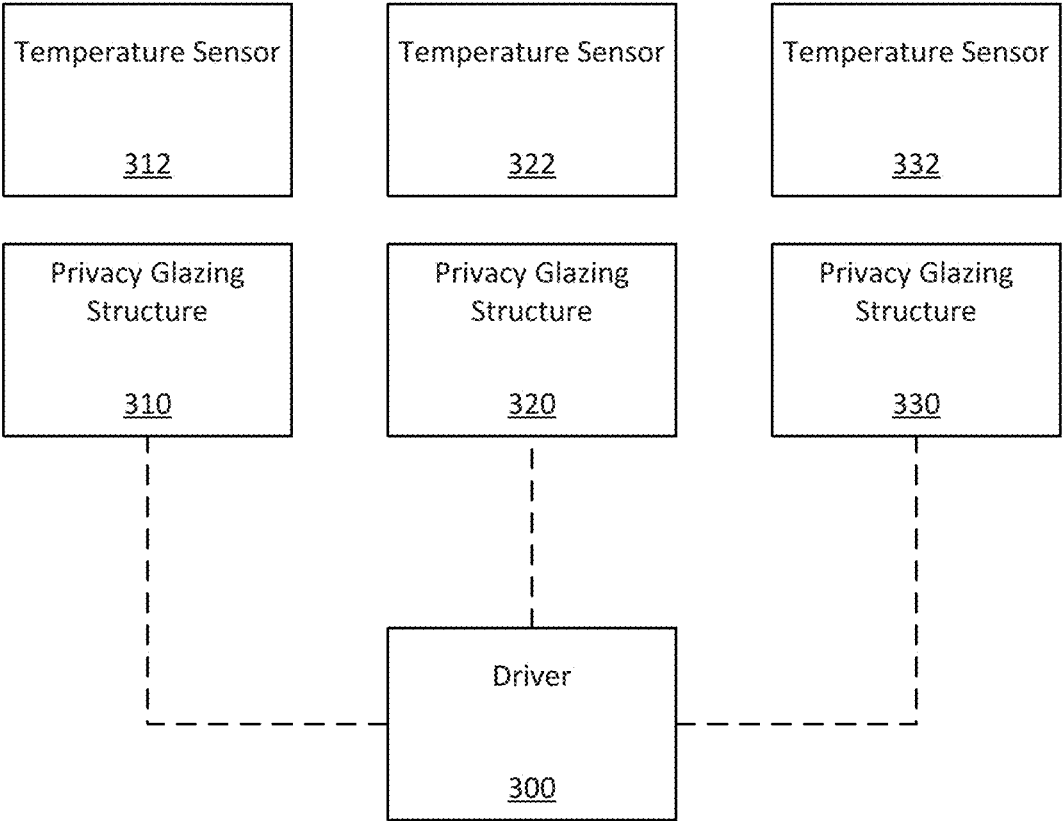 Temperature Sensor
312
Temperature Sensor
322
Temperature Sensor
332
Privacy Glazing
Structure
310
Privacy Glazing
Structure
320
Privacy Glazing
Structure
330
Driver
300